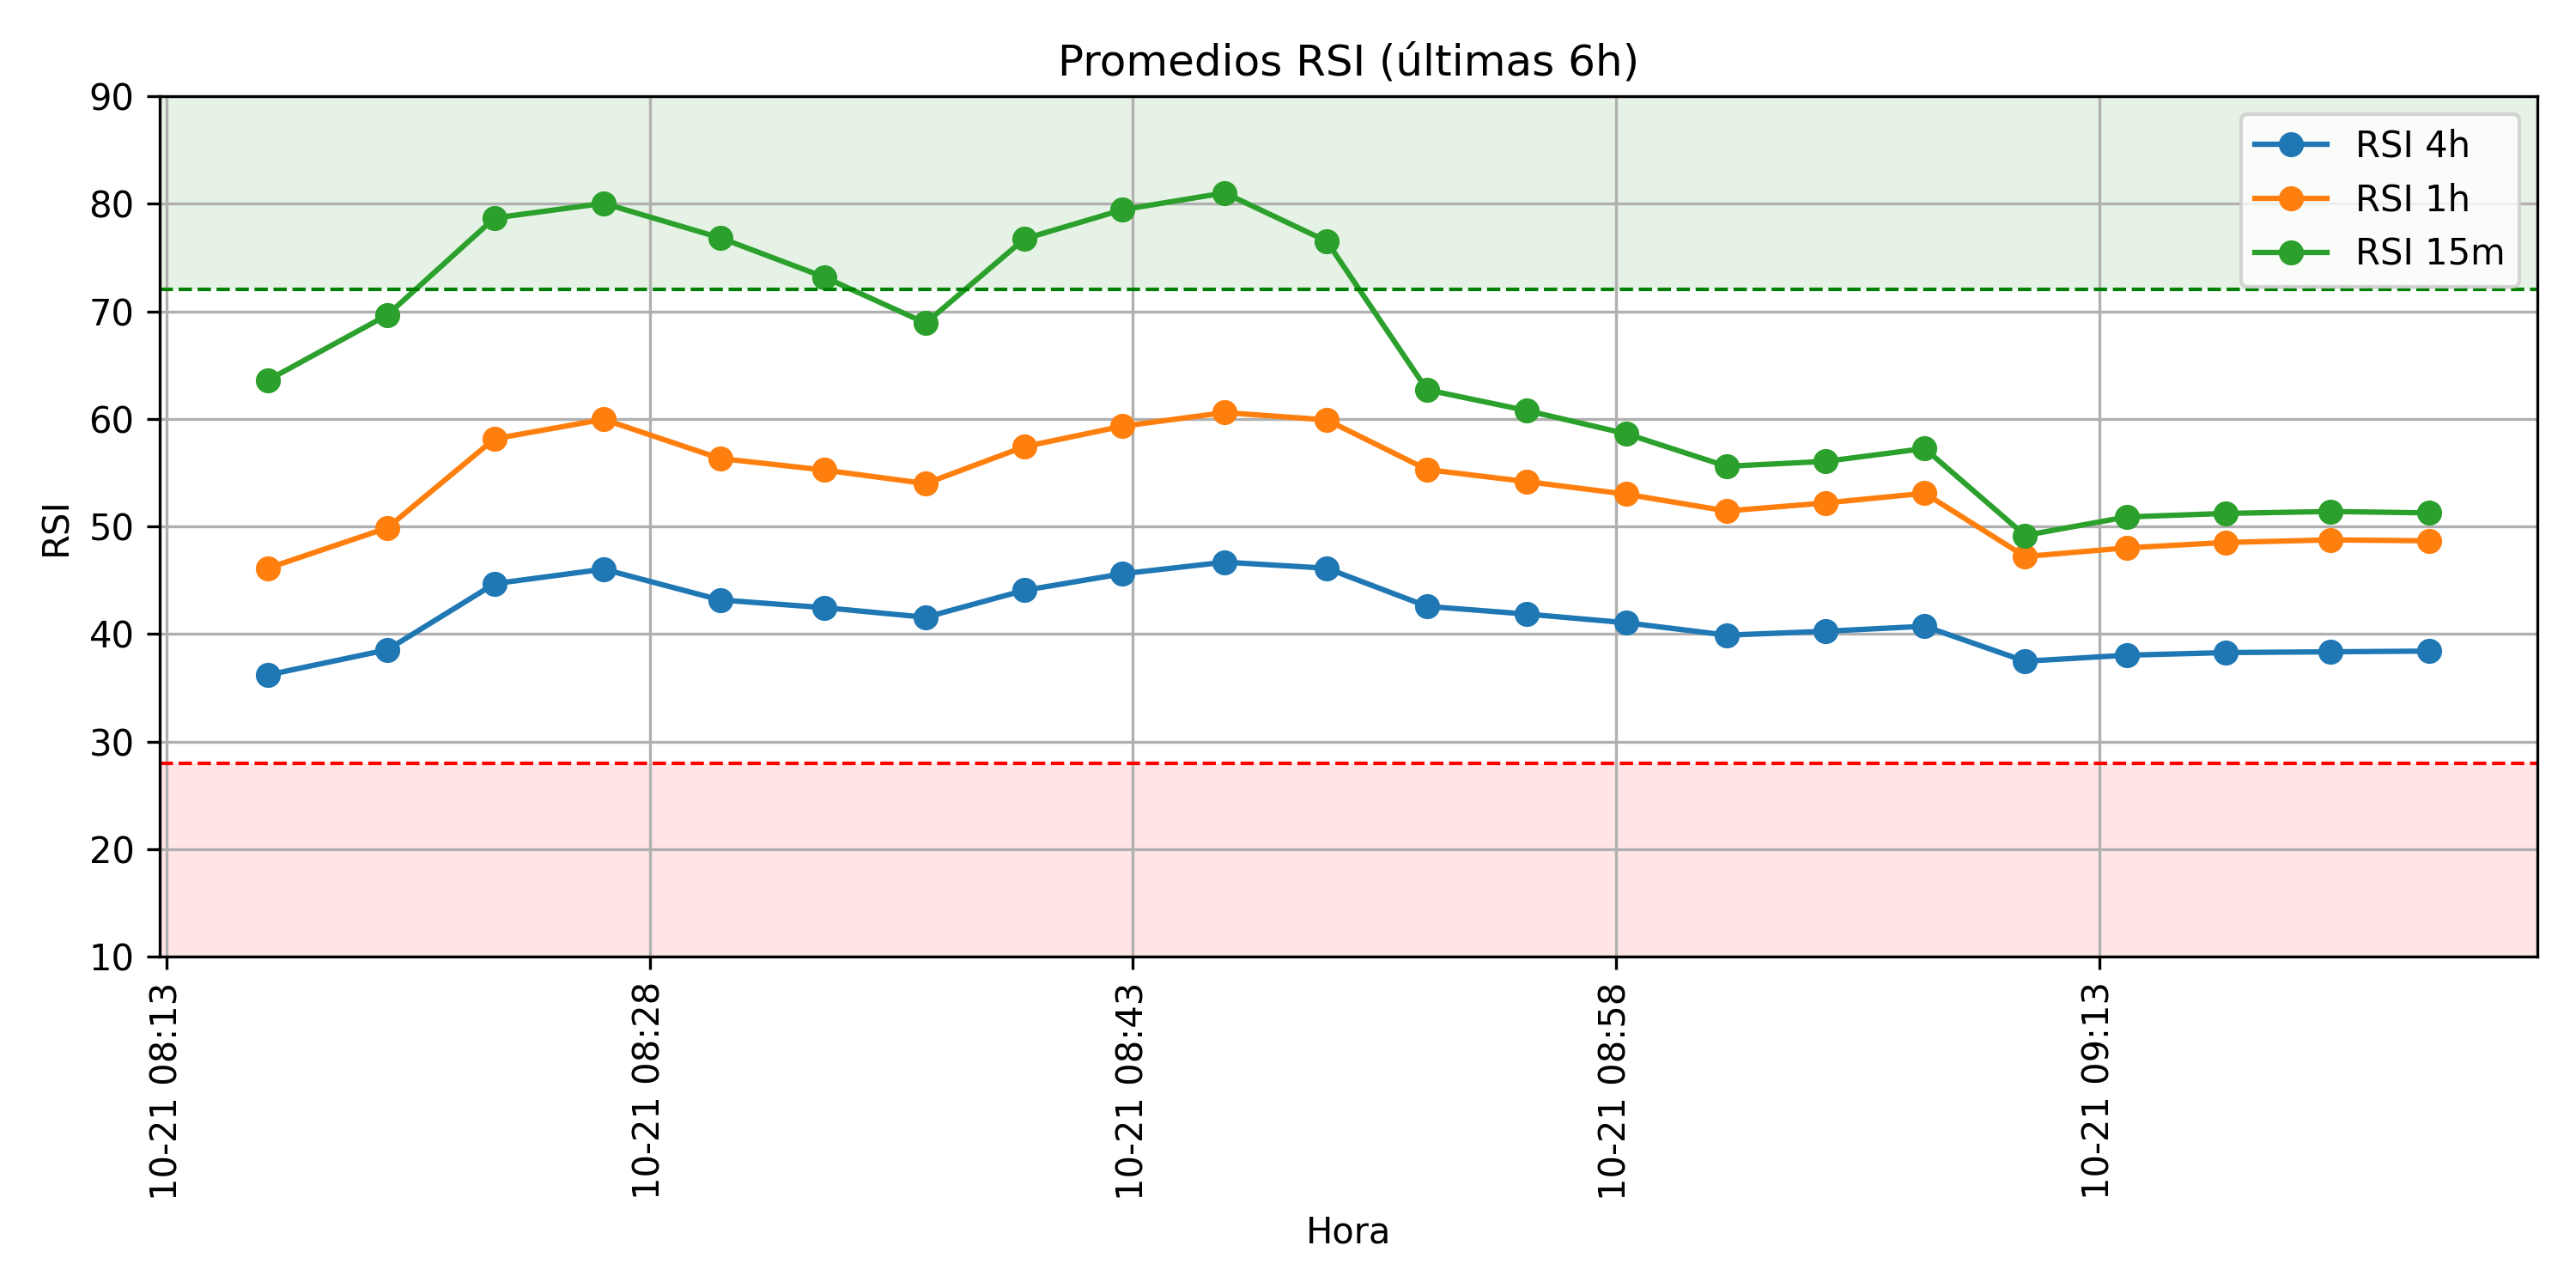 Promedios RSI (últimas 6h)
RSI 4h
RSI 1h
RSI 15m
RSI
90
80
70
60
50
40
30
20
10
10-21 08:13
10-21 08:28
10-21 08:43
10-21 08:58
10-21 09:13
Hora